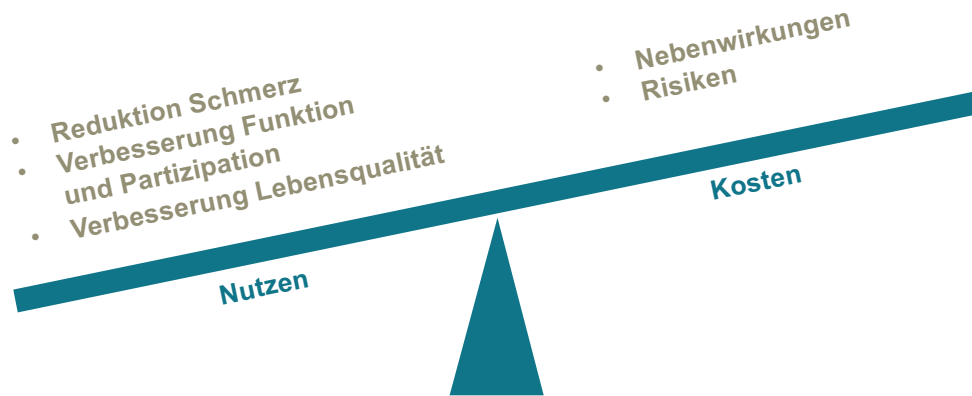 • Reduktion Schmerz
• Verbesserung Funktion
und Partizipation
• Verbesserung Lebensqualität
Nutzen
• Nebenwirkungen
• Risiken
Kosten